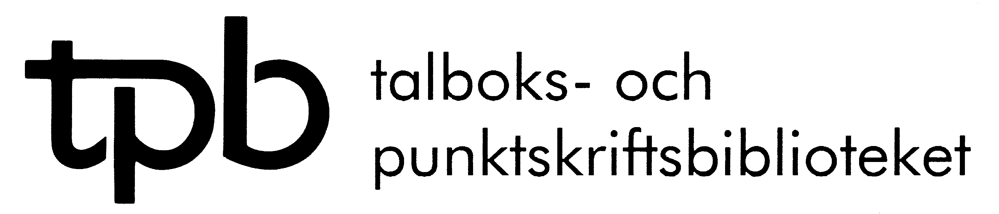 tpb
talboks- och
punktskriftsbiblioteket